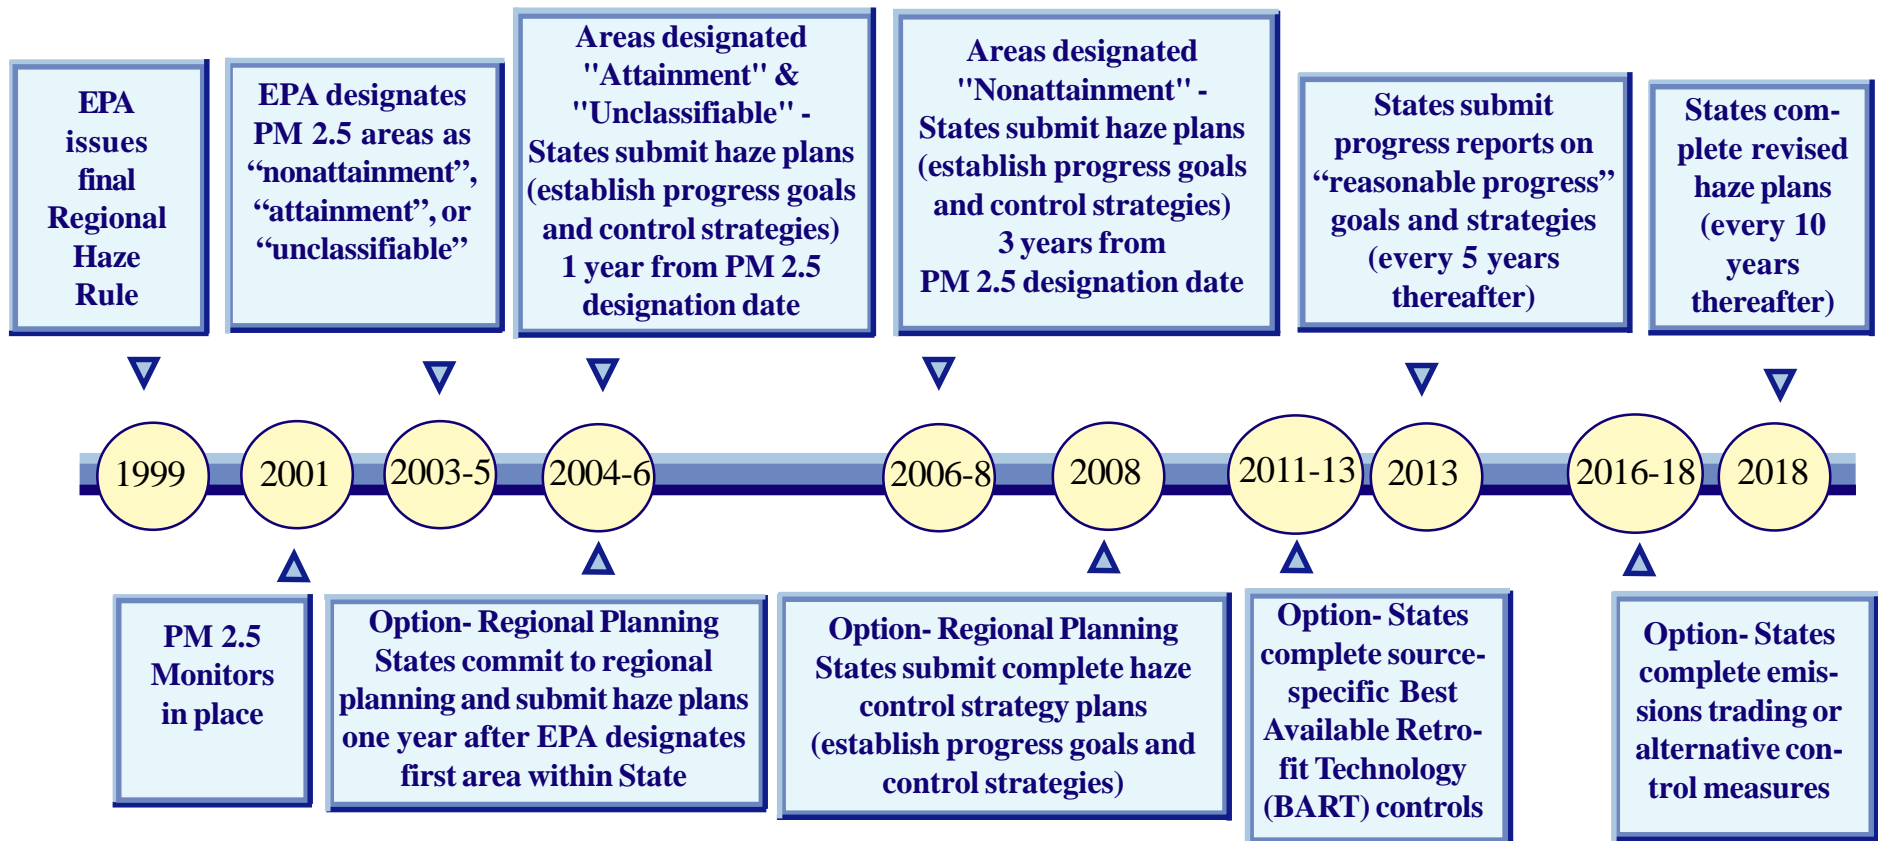 EPA
issues
final
Regional
Haze
Rule
EPA designates
PM 2.5 areas as
“nonattainment”,
“attainment”, or
“unclassifiable”
Areas designated
"Attainment" &
"Unclassifiable" -
States submit haze plans
(establish progress goals
and control strategies)
1 year from PM 2.5
designation date
Areas designated
"Nonattainment" -
States submit haze plans
(establish progress goals
and control strategies)
3 years from
PM 2.5 designation date
States submit
progress reports on
“reasonable progress”
goals and strategies
(every 5 years
thereafter)
States com-
plete revised
haze plans
(every 10
years
thereafter)
1999
2001
2003-5
2004-6
2006-8
2008
2011-13
2013
2016-18
2018
PM 2.5
Monitors
in place
Option- Regional Planning
States commit to regional
planning and submit haze plans
one year after EPA designates
first area within State
Option- Regional Planning
States submit complete haze
control strategy plans
(establish progress goals and
control strategies)
Option- States
complete source-
specific Best
Available Retro-
fit Technology
(BART) controls
Option- States
complete emis-
sions trading or
alternative con-
trol measures